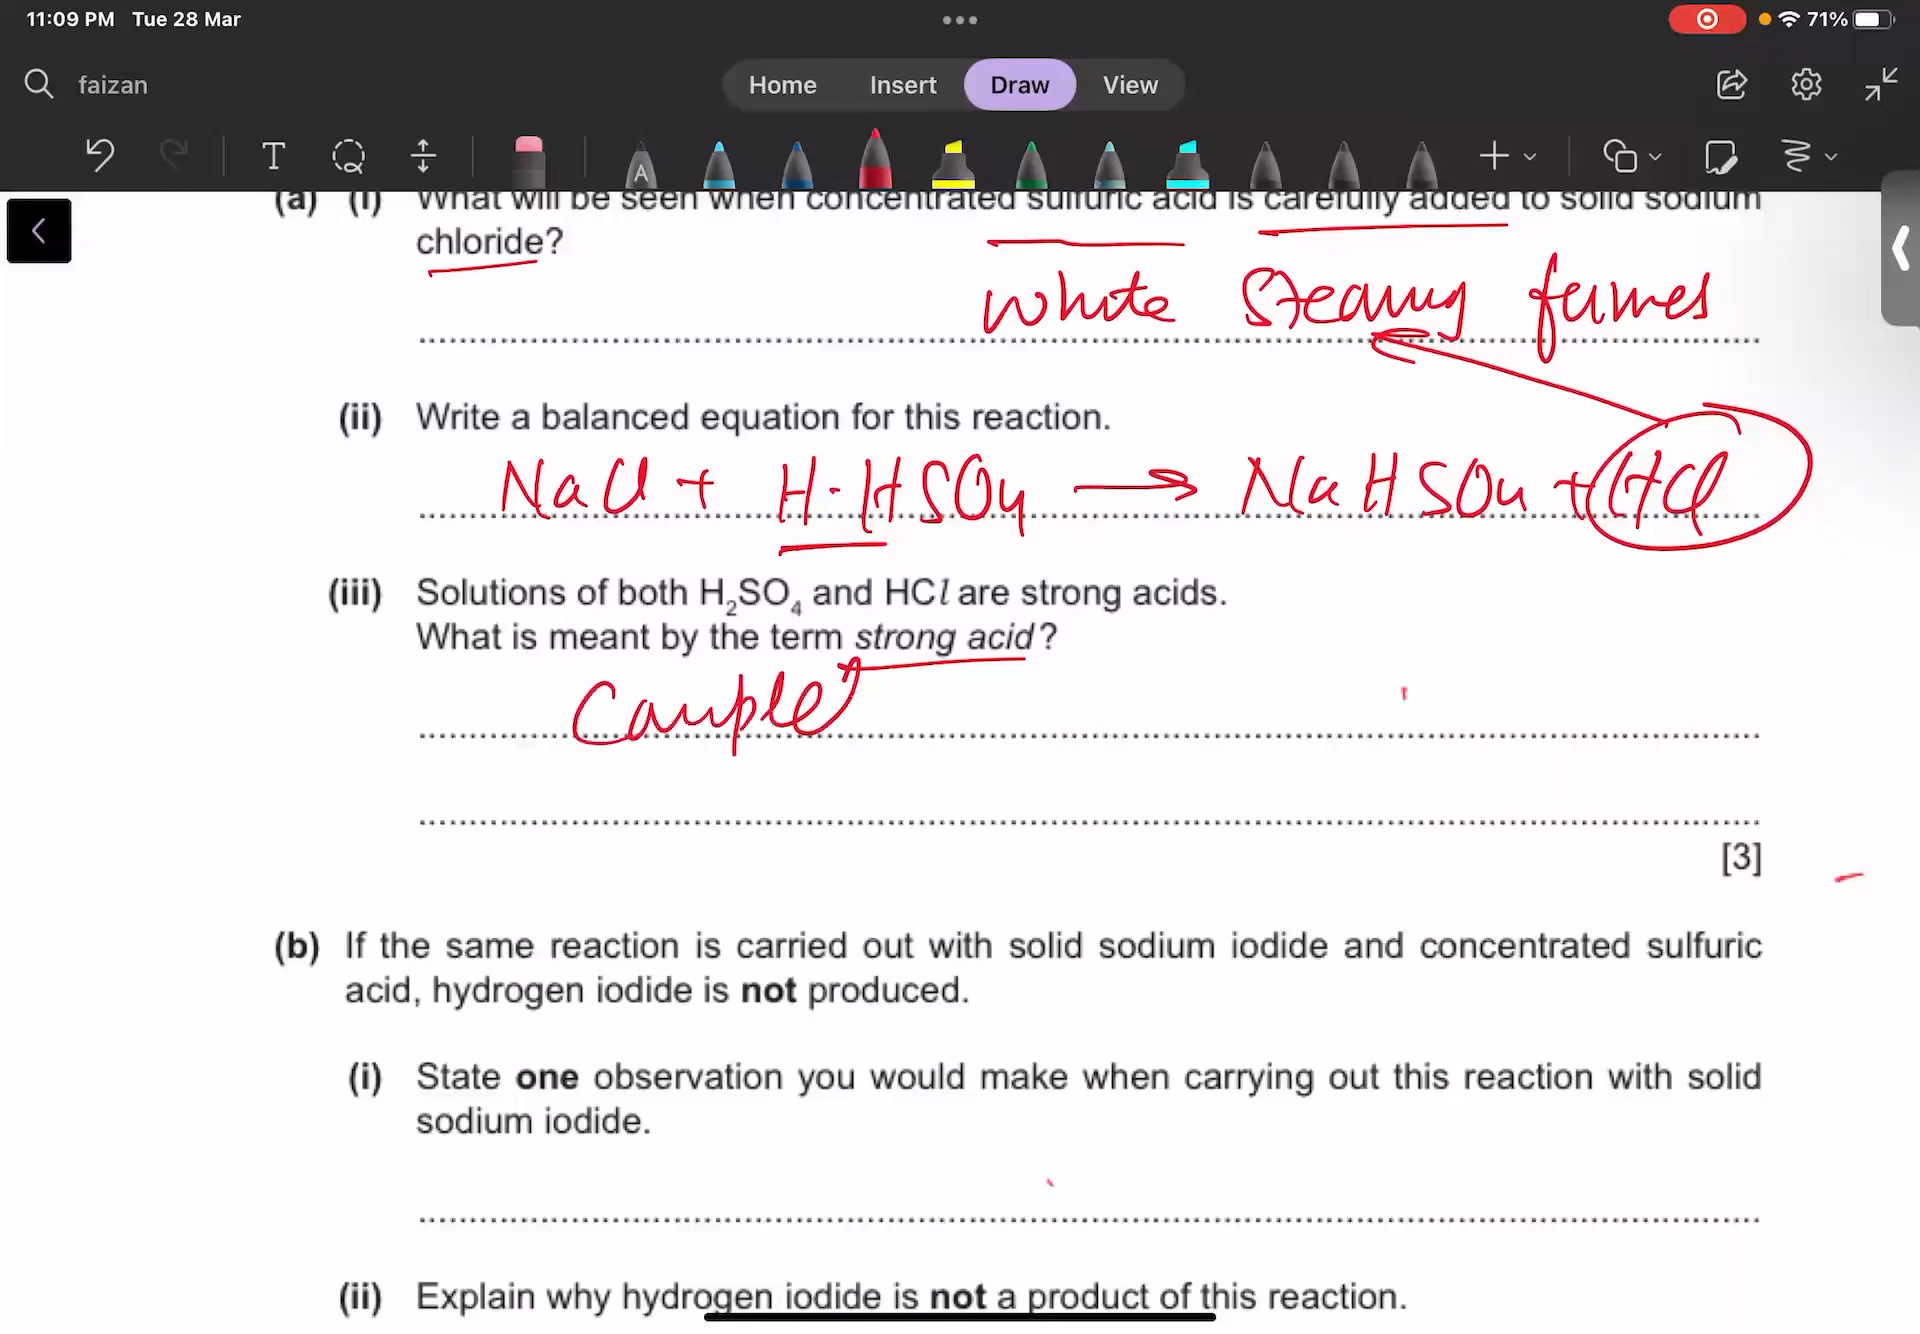 11:09 PM Tue 28 Mar
71%
faizan
Home Insert Draw View
T
A
(a) (i) What will be seen when concentrated sulfuric acid is carefully added to solid sodium
chloride?
white steamy fumes
(ii) Write a balanced equation for this reaction.
NaCl + H·HSO4 → NaHSO4 + HCl
(iii) Solutions of both H₂SO₄ and HCl are strong acids.
What is meant by the term strong acid?
Comple
[3]
(b) If the same reaction is carried out with solid sodium iodide and concentrated sulfuric
acid, hydrogen iodide is not produced.
(i) State one observation you would make when carrying out this reaction with solid
sodium iodide.
(ii) Explain why hydrogen iodide is not a product of this reaction.